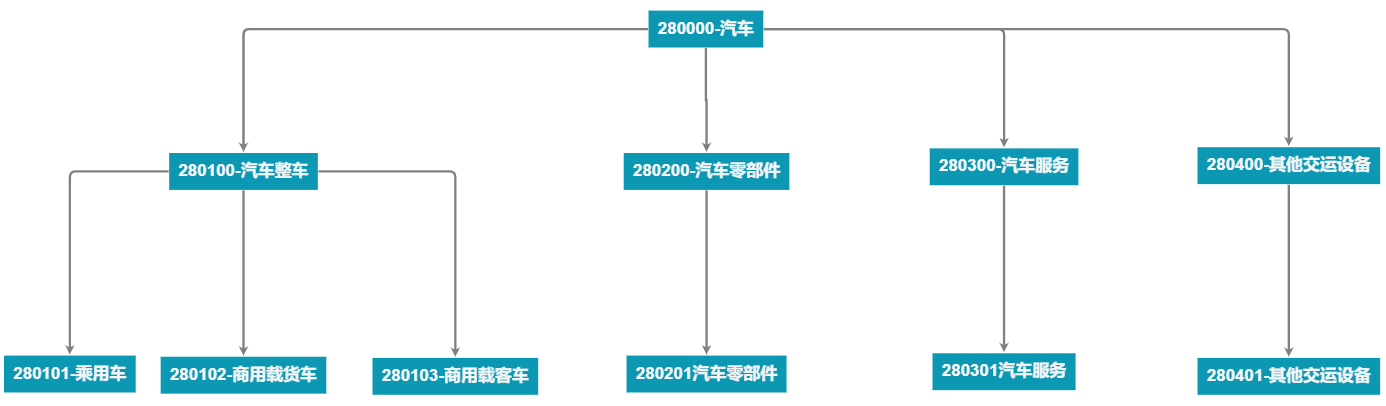 280000-汽车
280100-汽车整车
280200-汽车零部件
280300-汽车服务
280400-其他交运设备
280101-乘用车
280102-商用载货车
280103-商用载客车
280201汽车零部件
280301汽车服务
280401-其他交运设备